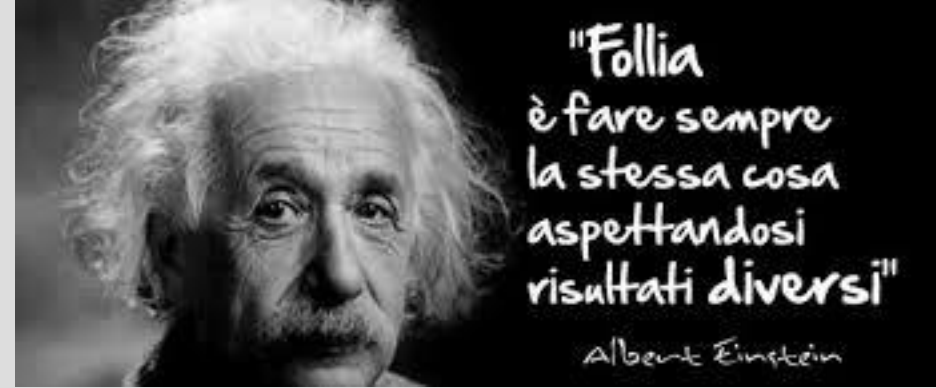 "Follia
è fare sempre
la stessa cosa
aspettandosi
risultati diversi"
Albert Einstein